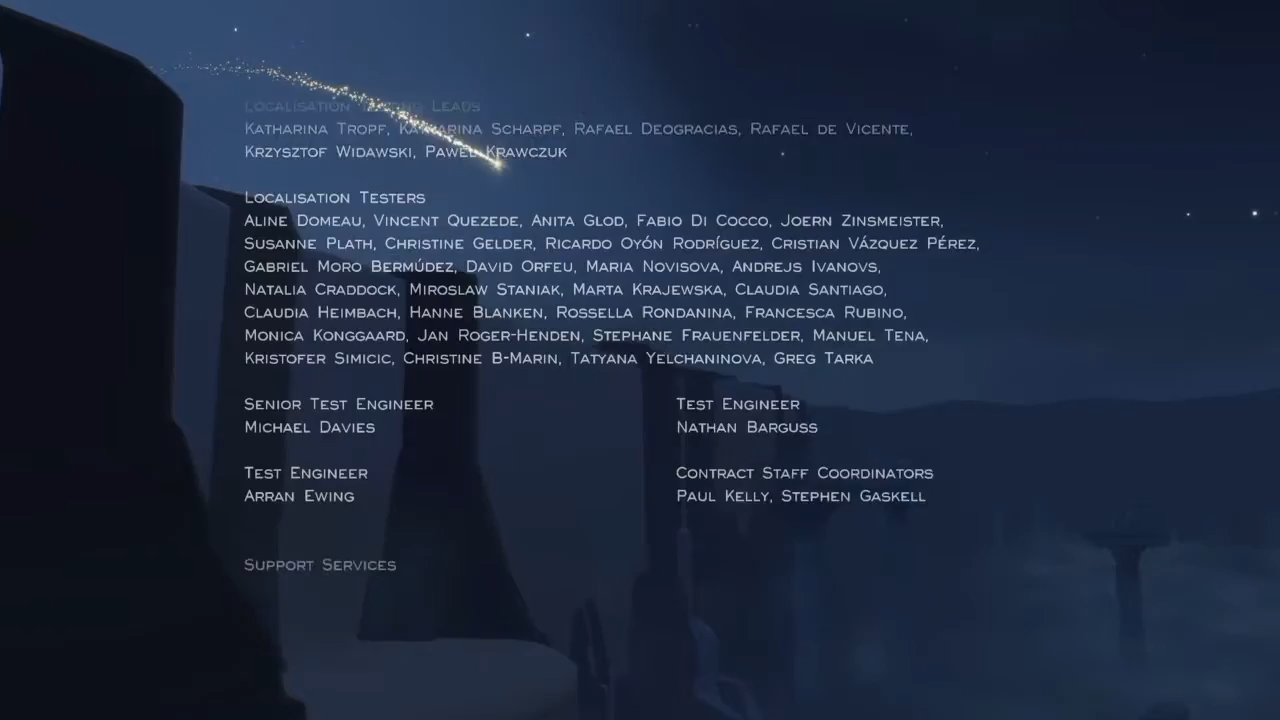 Localisation Testing Leads
Katharina Tropf, Katharina Scharpf, Rafael Deogracias, Rafael de Vicente,
Krzysztof Widawski, Pawel Krawczuk
Localisation Testers
Aline Domeau, Vincent Quezede, Anita Glod, Fabio Di Cocco, Joern Zinsmeister,
Susanne Plath, Christine Gelder, Ricardo Oyón Rodríguez, Cristian Vázquez Pérez,
Gabriel Moro Bermúdez, David Orfeu, Maria Novisova, Andrejs Ivanovs,
Natalia Craddock, Miroslaw Staniak, Marta Krajewska, Claudia Santiago,
Claudia Heimbach, Hanne Blanken, Rossella Rondanina, Francesca Rubino,
Monica Konggaard, Jan Roger-Henden, Stephane Frauenfelder, Manuel Tena,
Kristofer Simicic, Christine B-Marin, Tatyana Yelchaninova, Greg Tarka
Senior Test Engineer
Michael Davies
Test Engineer
Nathan Barguss
Test Engineer
Arran Ewing
Contract Staff Coordinators
Paul Kelly, Stephen Gaskell
Support Services